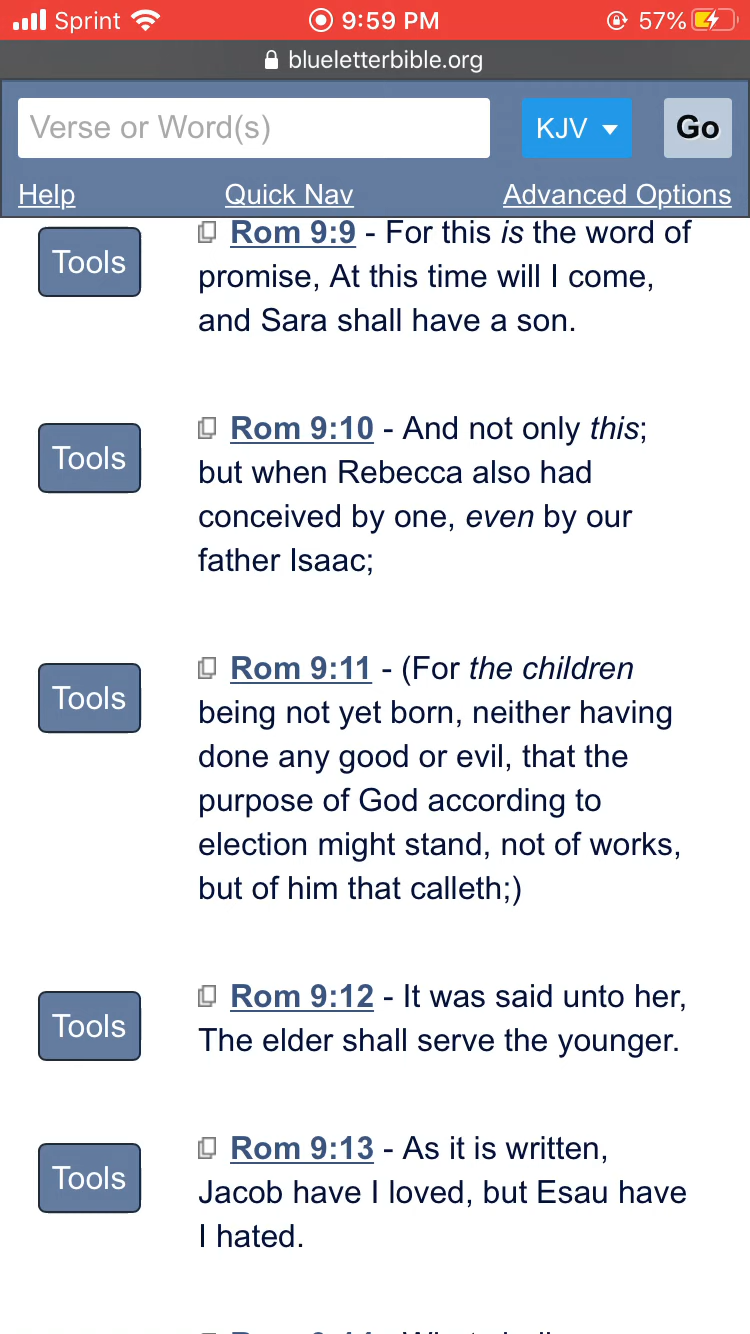 Sprint 9:59 PM 57%
blueletterbible.org
Verse or Word(s) KJV Go
Help Quick Nav Advanced Options
Tools Rom 9:9 - For this is the word of
promise, At this time will I come,
and Sara shall have a son.
Tools Rom 9:10 - And not only this;
but when Rebecca also had
conceived by one, even by our
father Isaac;
Tools Rom 9:11 - (For the children
being not yet born, neither having
done any good or evil, that the
purpose of God according to
election might stand, not of works,
but of him that calleth;)
Tools Rom 9:12 - It was said unto her,
The elder shall serve the younger.
Tools Rom 9:13 - As it is written,
Jacob have I loved, but Esau have
I hated.